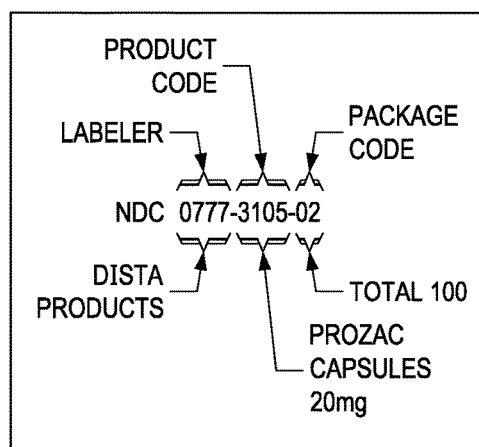 PRODUCT
CODE
LABELER
PACKAGE
CODE
NDC 0777-3105-02
DISTA
PRODUCTS
TOTAL 100
PROZAC
CAPSULES
20mg